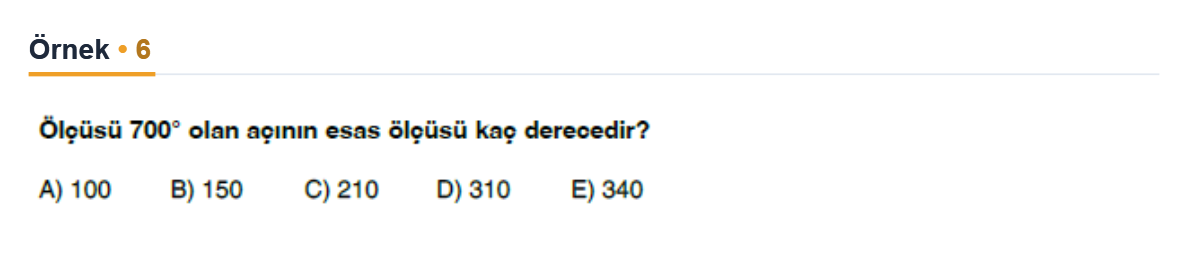 Örnek • 6
Ölçüsü 700° olan açının esas ölçüsü kaç derecedir?
A) 100 B) 150 C) 210 D) 310 E) 340